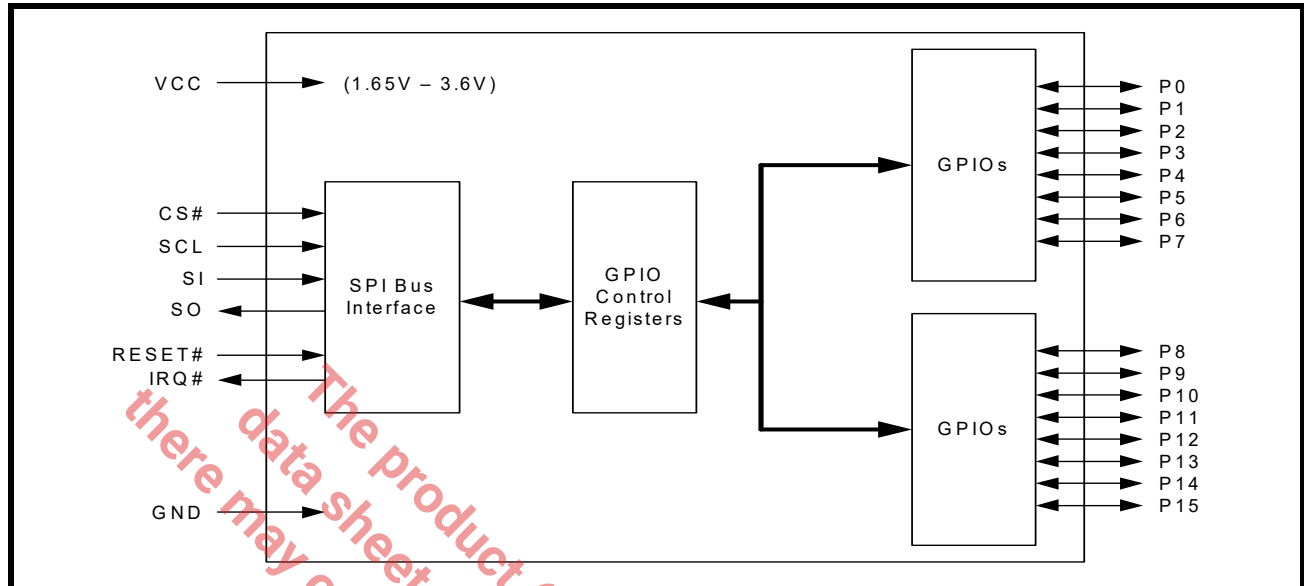 VCC
(1.65V – 3.6V)
CS#
SCL
SI
SO
RESET#
IRQ#
GND
SPI Bus
Interface
GPIO
Control
Registers
GPIOs
P0
P1
P2
P3
P4
P5
P6
P7
GPIOs
P8
P9
P10
P11
P12
P13
P14
P15
The product
data sheet
there may